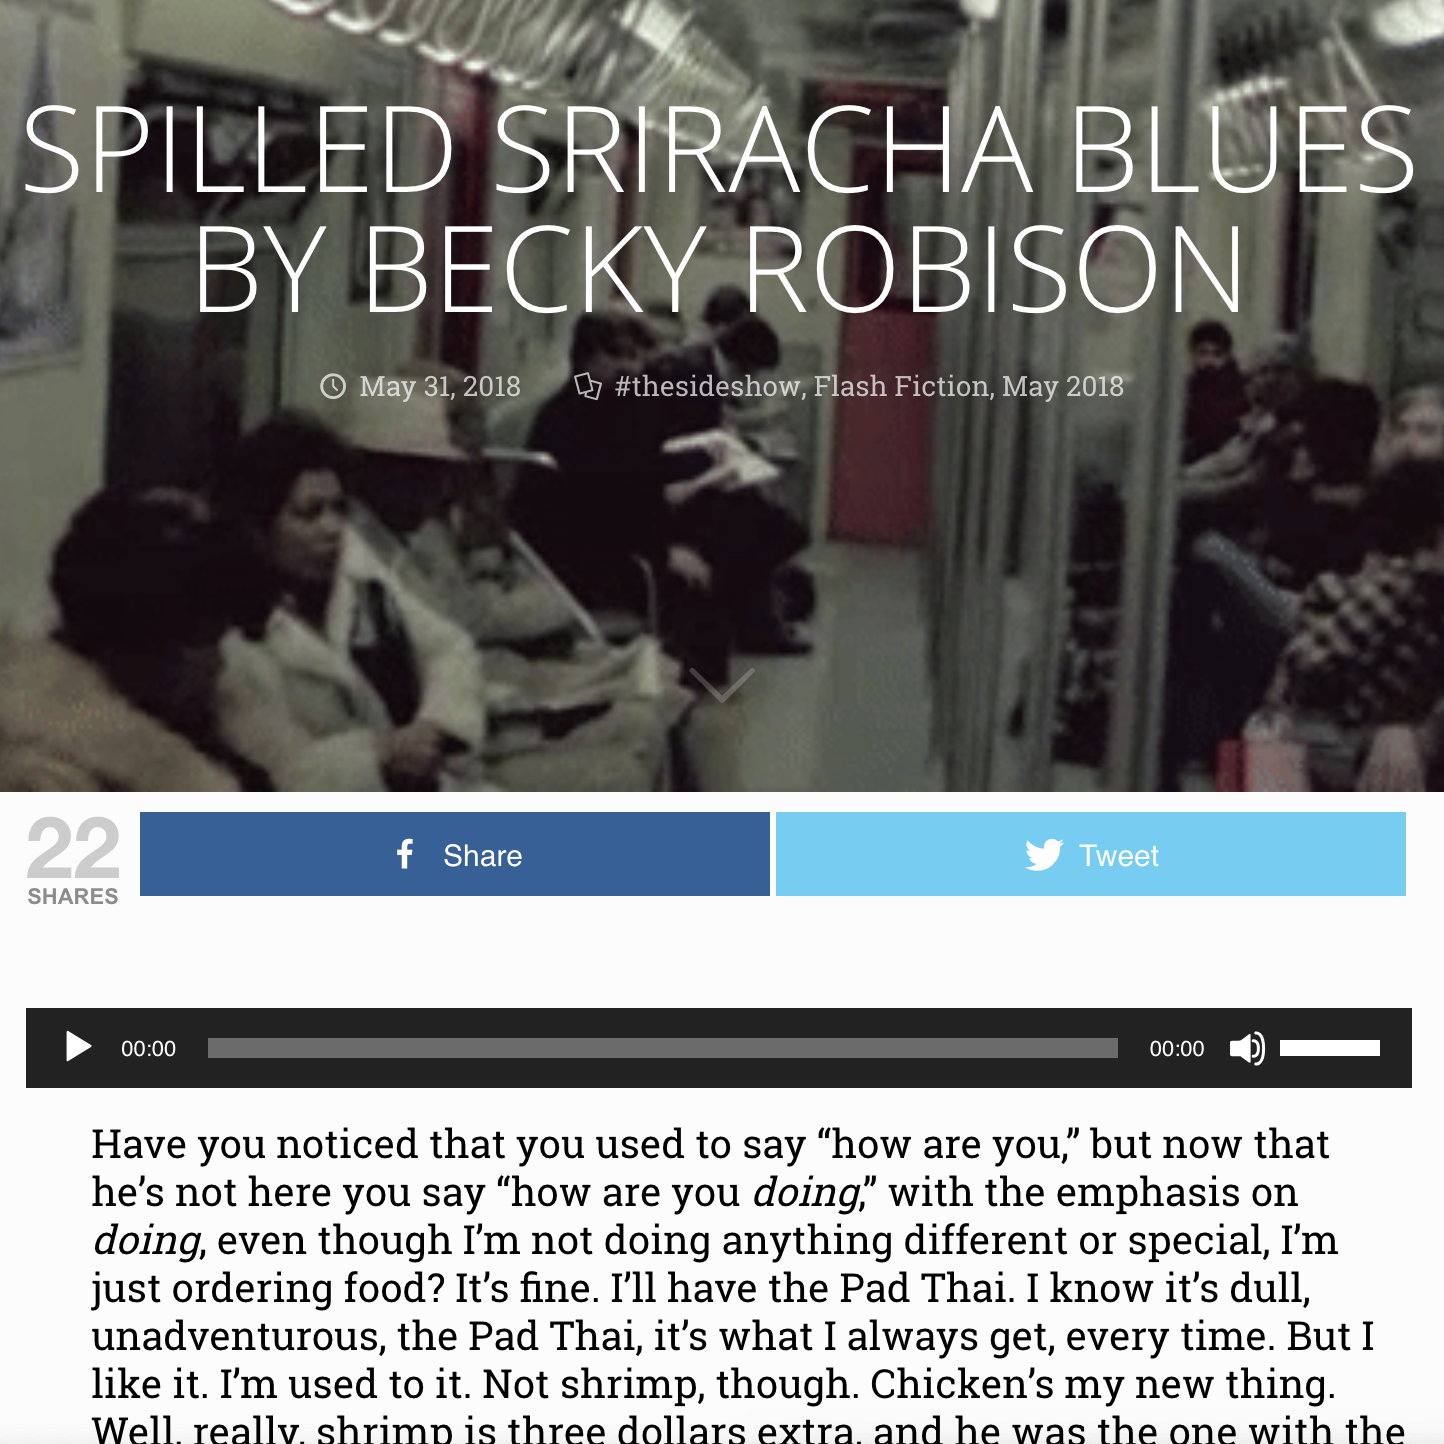 SPILLED SRIRACHA BLUES
BY BECKY ROBISON
May 31, 2018 #thesideshow, Flash Fiction, May 2018
22
SHARES
Share
Tweet
00:00
00:00
Have you noticed that you used to say “how are you,” but now that
he’s not here you say “how are you doing,” with the emphasis on
doing, even though I’m not doing anything different or special, I’m
just ordering food? It’s fine. I’ll have the Pad Thai. I know it’s dull,
unadventurous, the Pad Thai, it’s what I always get, every time. But I
like it. I’m used to it. Not shrimp, though. Chicken’s my new thing.
Well, really, shrimp is three dollars extra, and he was the one with the